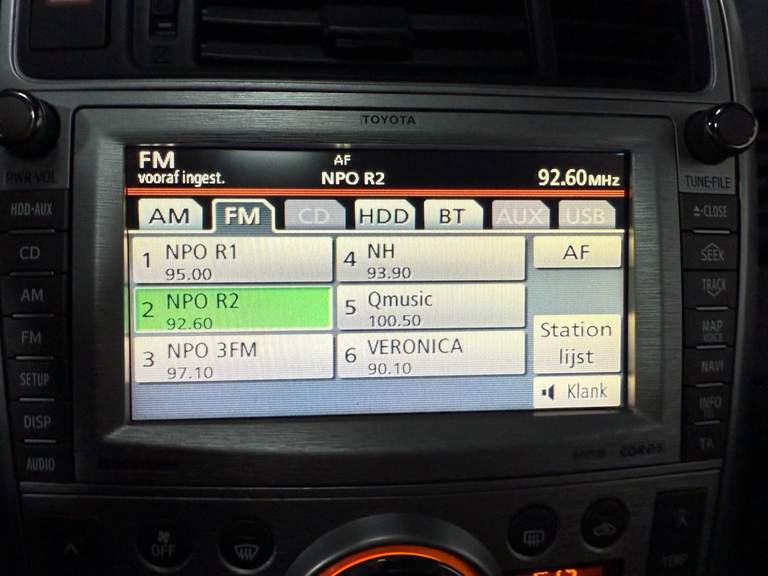 TOYOTA
FM AF
vooraf ingest. NPO R2 92.60MHz
AM FM CD HDD BT AUX USB
1 NPO R1
95.00
4 NH
93.90
AF
2 NPO R2
92.60
5 Qmusic
100.50
Station
lijst
3 NPO 3FM
97.10
6 VERONICA
90.10
Klank
PWR·VOL
HDD·AUX
CD
AM
FM
SETUP
DISP
AUDIO
TUNE·FILE
CLOSE
SEEK
TRACK
MAP
VOICE
NAVI
INFO
TA
OFF
TEMP